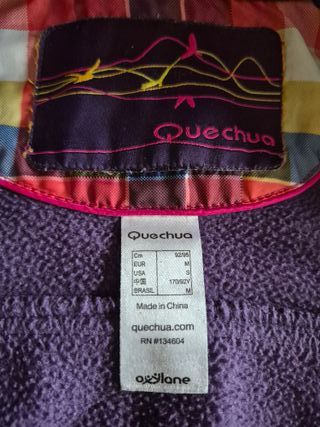 Quechua
Quechua
Cm 92/95
EUR M
USA S
中国 170/92Y
BRASIL M
Made in China
quechua.com
RN #134604
oxylane